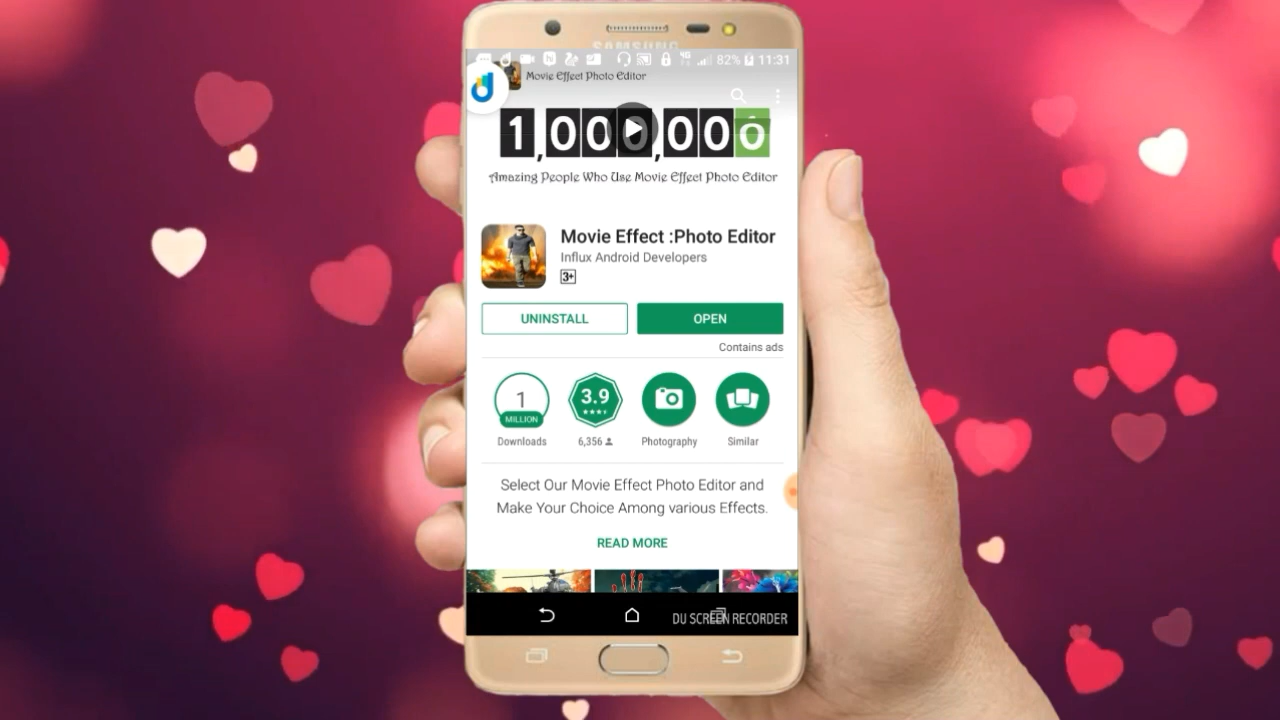 SAMSUNG
4G 82% 11:31
Movie Effect Photo Editor
1,000,000
Amazing People Who Use Movie Effect Photo Editor
Movie Effect :Photo Editor
Influx Android Developers
3+
UNINSTALL OPEN
Contains ads
1 3.9
MILLION
Downloads 6,356 Photography Similar
Select Our Movie Effect Photo Editor and
Make Your Choice Among various Effects.
READ MORE
DU SCREEN RECORDER